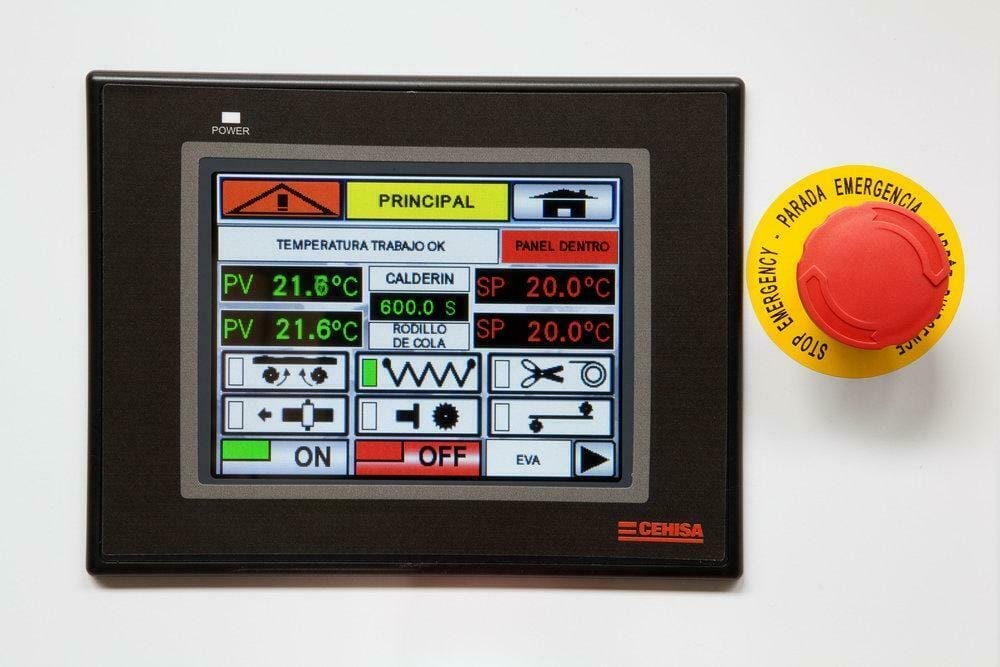 POWER
PRINCIPAL
TEMPERATURA TRABAJO OK
PANEL DENTRO
PV 21.6°C
CALDERIN
SP 20.0°C
600.0 S
PV 21.6°C
RODILLO
DE COLA
SP 20.0°C
ON
OFF
EVA
CEHISA
STOP EMERGENCY - PARADA EMERGENCIA